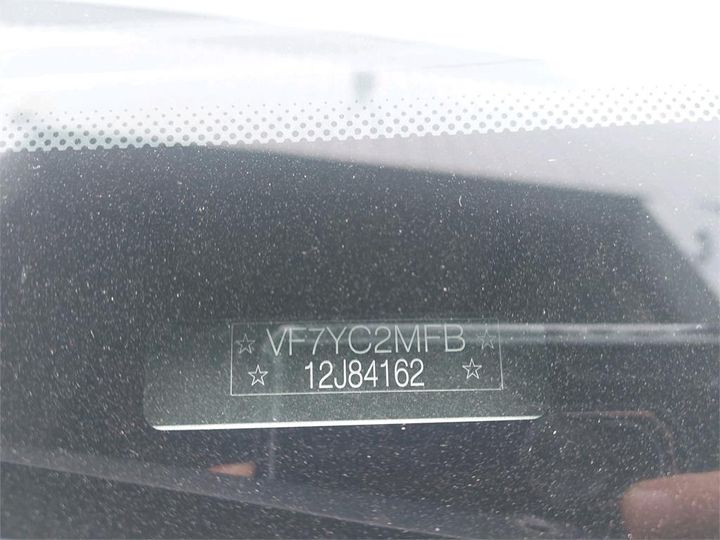 ☆ VF7YC2MFB ☆
☆ 12J84162 ☆